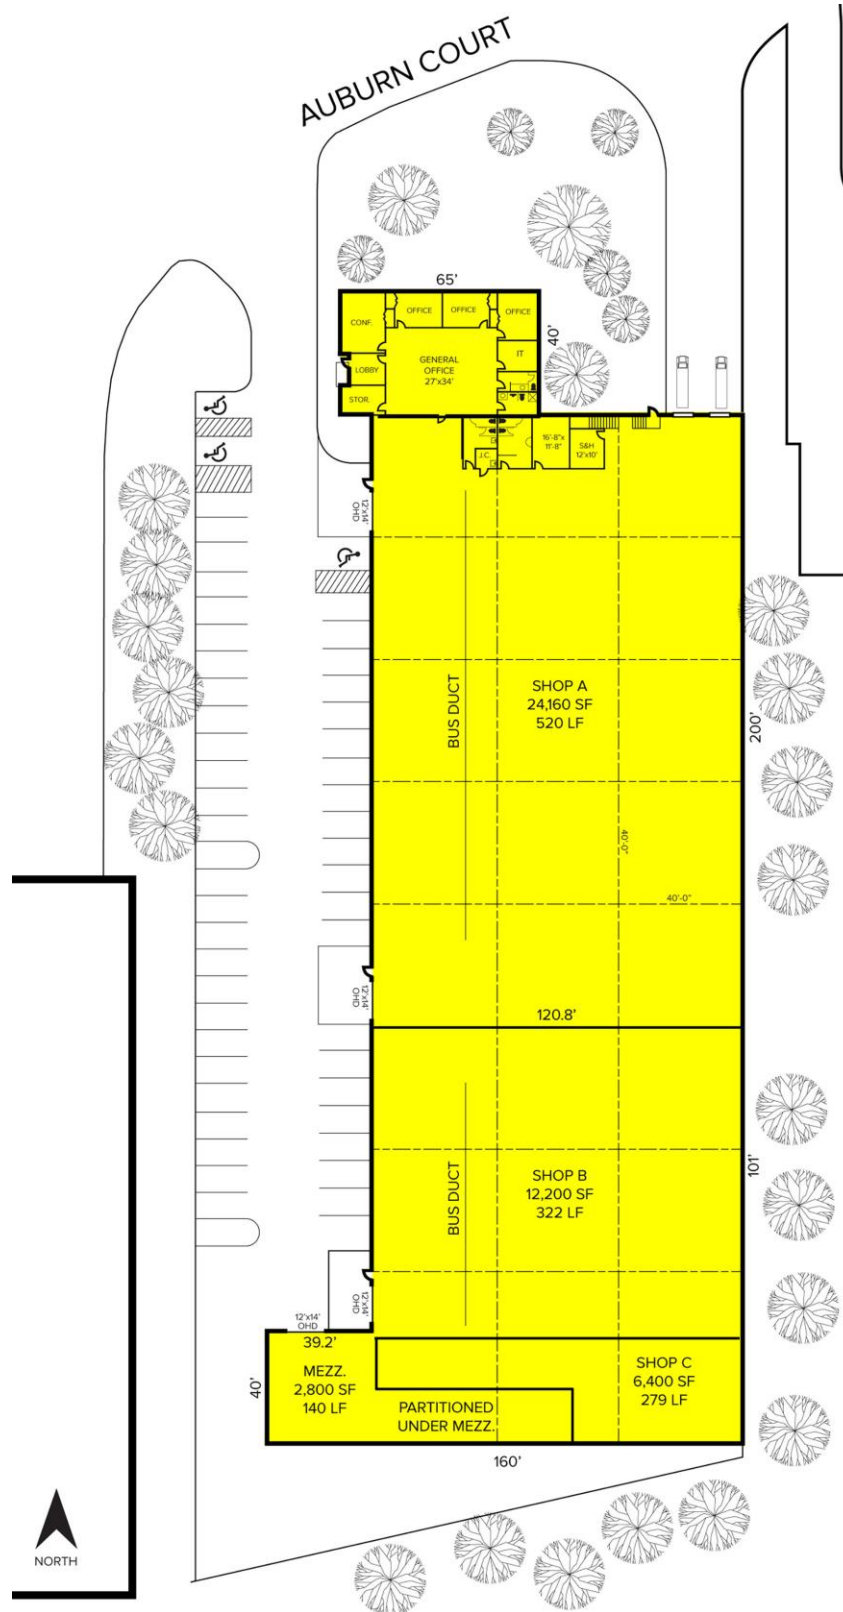 AUBURN COURT
65'
40'
CONF.
OFFICE
OFFICE
OFFICE
LOBBY
GENERAL
OFFICE
27'x34'
IT
STOR.
J.C.
16'-8"x
11'-8"
S&H
12'x10'
12'x14'
OHD
BUS DUCT
SHOP A
24,160 SF
520 LF
200'
40'-0"
40'-0"
12'x14'
OHD
120.8'
BUS DUCT
SHOP B
12,200 SF
322 LF
101'
12'x14'
OHD
12'x14'
OHD
39.2'
40'
MEZZ.
2,800 SF
140 LF
PARTITIONED
UNDER MEZZ.
SHOP C
6,400 SF
279 LF
160'
NORTH